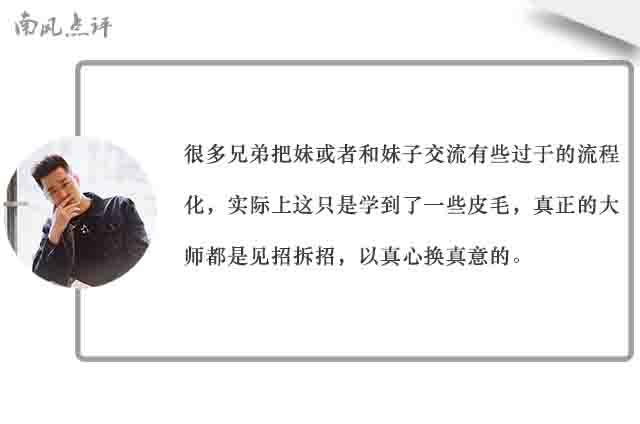 南风点评
很多兄弟把妹或者和妹子交流有些过于的流程
化，实际上这只是学到了一些皮毛，真正的大
师都是见招拆招，以真心换真意的。